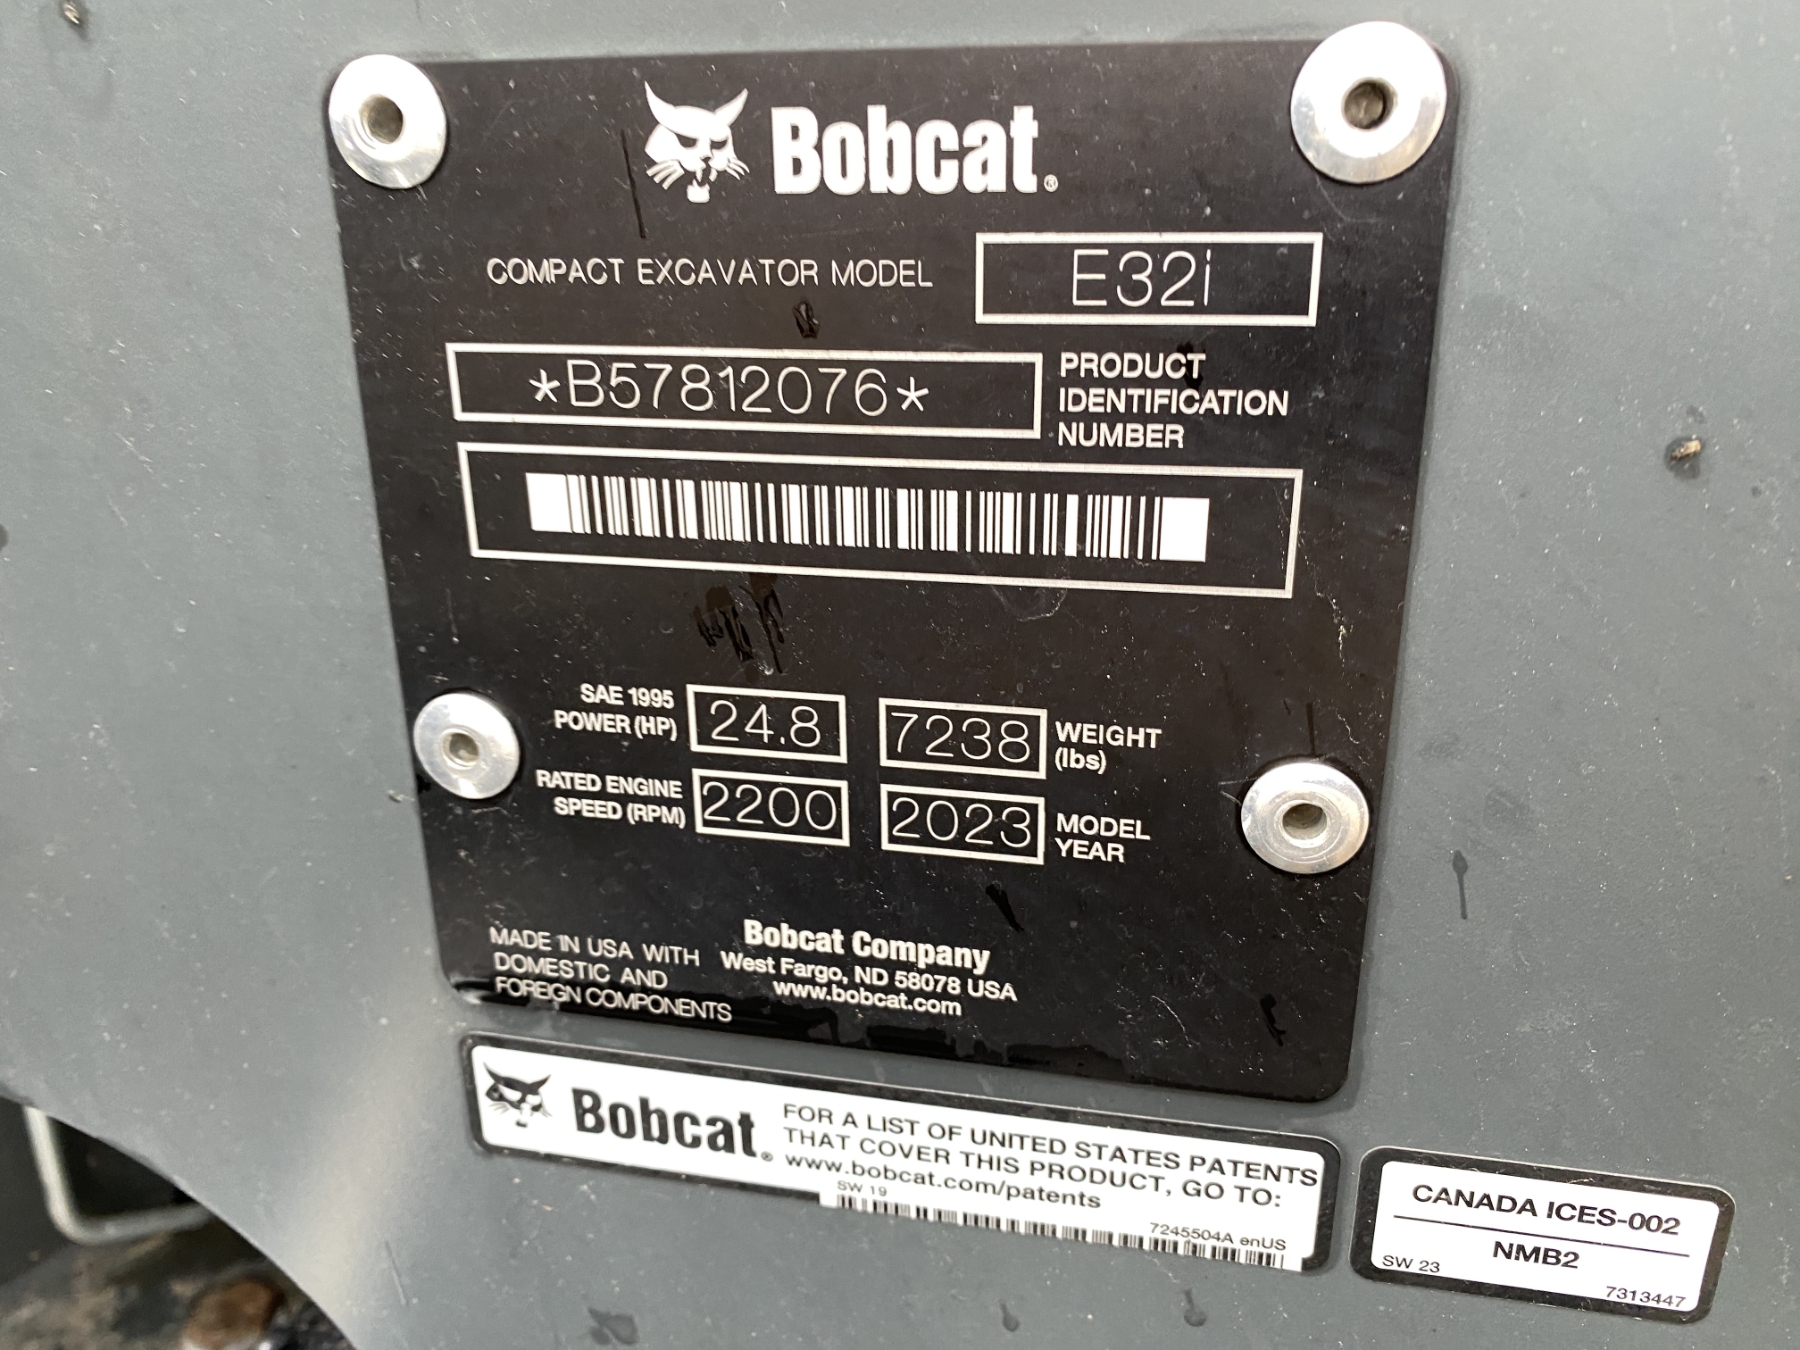 Bobcat®
COMPACT EXCAVATOR MODEL E32i
*B57812076* PRODUCT
IDENTIFICATION
NUMBER
SAE 1995
POWER (HP) 24.8
7238 WEIGHT
(lbs)
RATED ENGINE
SPEED (RPM) 2200
2023 MODEL
YEAR
MADE IN USA WITH
DOMESTIC AND
FOREIGN COMPONENTS
Bobcat Company
West Fargo, ND 58078 USA
www.bobcat.com
Bobcat®
FOR A LIST OF UNITED STATES PATENTS
THAT COVER THIS PRODUCT, GO TO:
www.bobcat.com/patents
SW 19
7245504A enUS
CANADA ICES-002
NMB2
SW 23
7313447